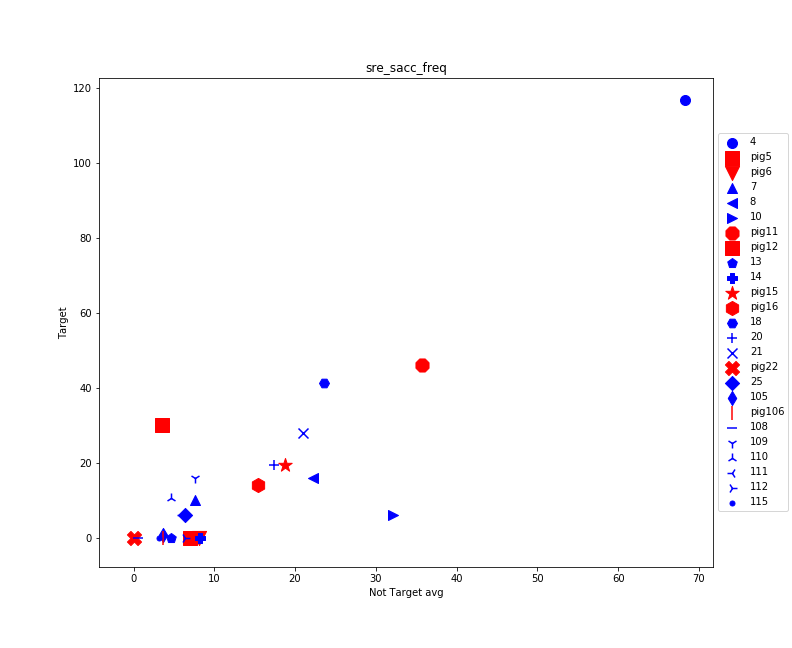 sre_sacc_freq
120
100
80
60
40
20
0
Target
0 10 20 30 40 50 60 70
Not Target avg
4
pig5
pig6
7
8
10
pig11
pig12
13
14
pig15
pig16
18
20
21
pig22
25
105
pig106
108
109
110
111
112
115